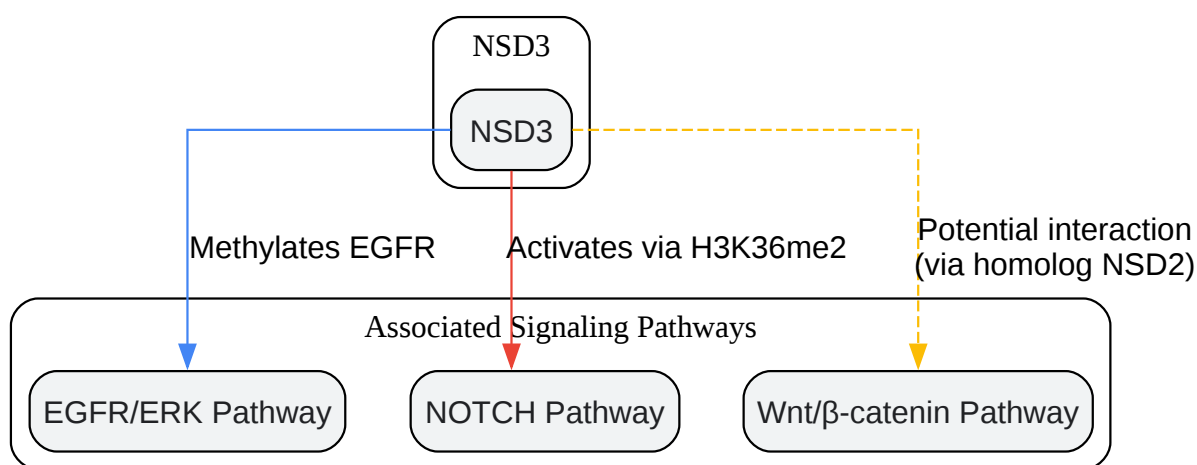 NSD3
NSD3
Methylates EGFR
Activates via H3K36me2
Potential interaction
(via homolog NSD2)
Associated Signaling Pathways
EGFR/ERK Pathway
NOTCH Pathway
Wnt/β-catenin Pathway